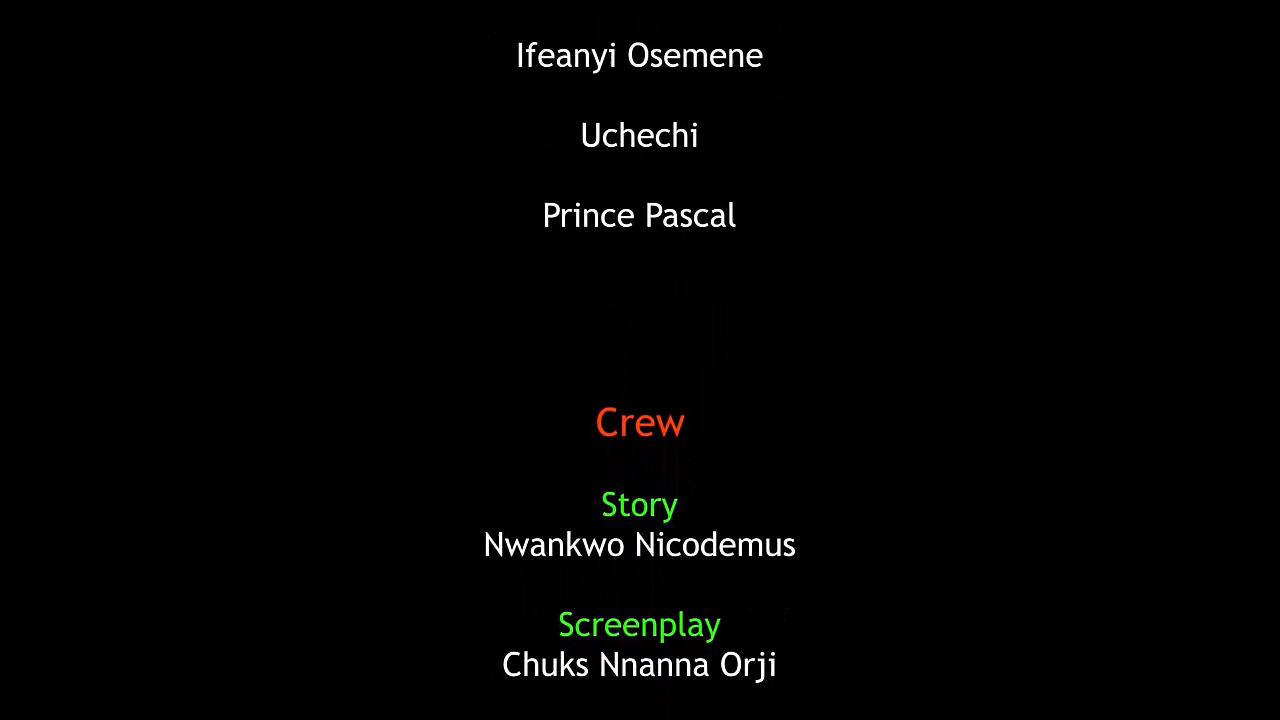 Ifeanyi Osemene
Uchechi
Prince Pascal
Crew
Story
Nwankwo Nicodemus
Screenplay
Chuks Nnanna Orji